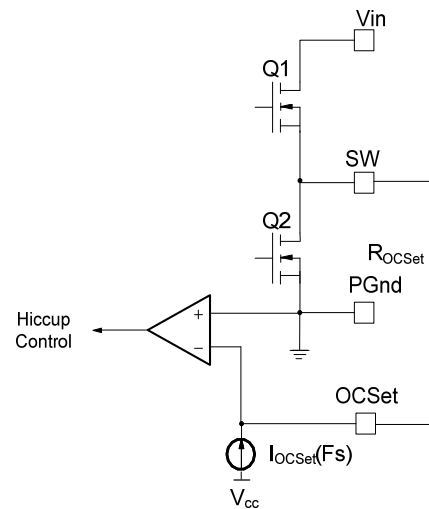 Vin
Q1
SW
Q2
ROCSet
PGnd
+
Hiccup
Control
−
OCSet
IOCSet(Fs)
Vcc